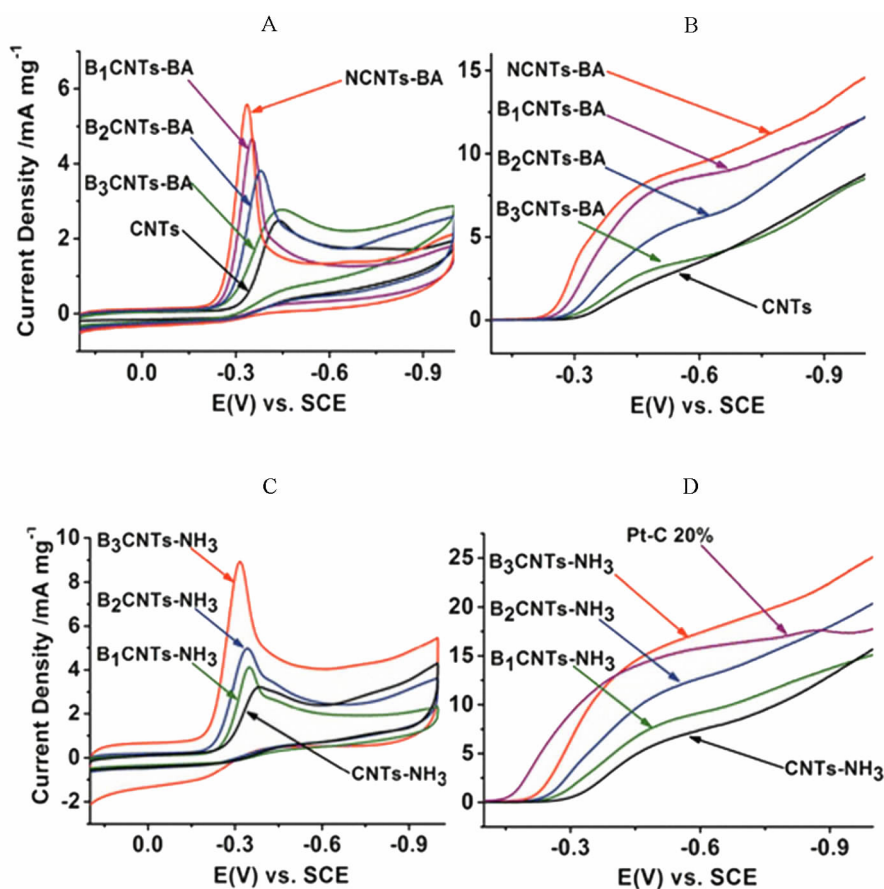 A
B
Current Density /mA mg-1
6
4
2
0
B1CNTs-BA
NCNTs-BA
B2CNTs-BA
B3CNTs-BA
CNTs
0.0 -0.3 -0.6 -0.9
E(V) vs. SCE
15
10
5
0
NCNTs-BA
B1CNTs-BA
B2CNTs-BA
B3CNTs-BA
CNTs
-0.3 -0.6 -0.9
E(V) vs. SCE
C
D
Current Density /mA mg-1
10
8
6
4
2
0
-2
B3CNTs-NH3
B2CNTs-NH3
B1CNTs-NH3
CNTs-NH3
0.0 -0.3 -0.6 -0.9
E(V) vs. SCE
25
20
15
10
5
0
Pt-C 20%
B3CNTs-NH3
B2CNTs-NH3
B1CNTs-NH3
CNTs-NH3
-0.3 -0.6 -0.9
E(V) vs. SCE